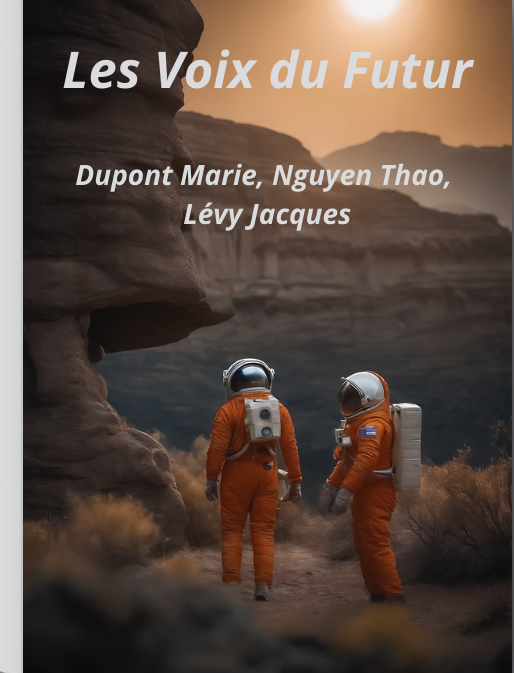 Les Voix du Futur
Dupont Marie, Nguyen Thao,
Lévy Jacques